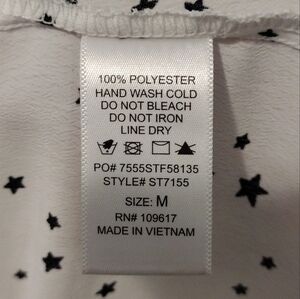 100% POLYESTER
HAND WASH COLD
DO NOT BLEACH
DO NOT IRON
LINE DRY
PO# 7555STF58135
STYLE# ST7155
SIZE: M
RN# 109617
MADE IN VIETNAM